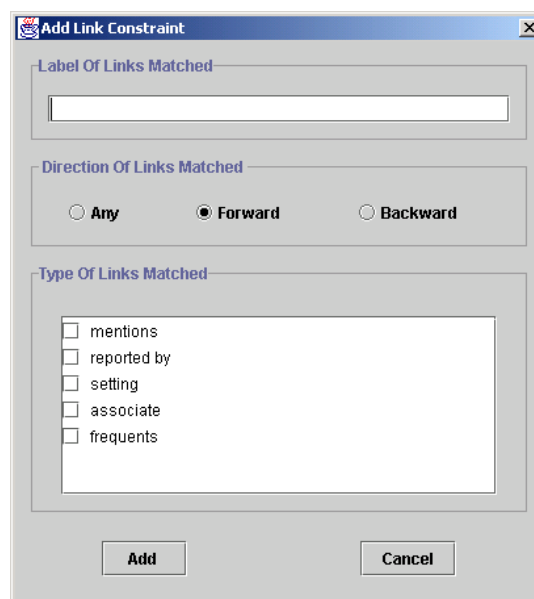 Add Link Constraint
Label Of Links Matched
Direction Of Links Matched
Any Forward Backward
Type Of Links Matched
mentions
reported by
setting
associate
frequents
Add Cancel